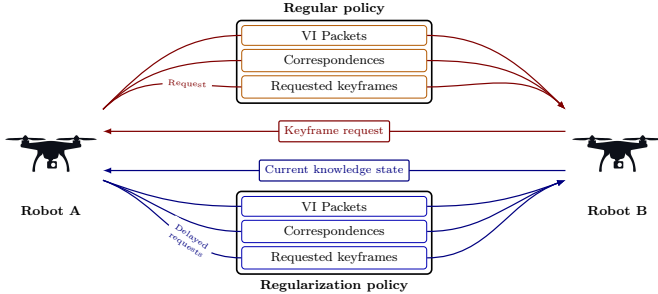 Regular policy
VI Packets
Correspondences
Request
Requested keyframes
Keyframe request
Current knowledge state
Robot A
Robot B
VI Packets
Correspondences
Delayed
requests
Requested keyframes
Regularization policy